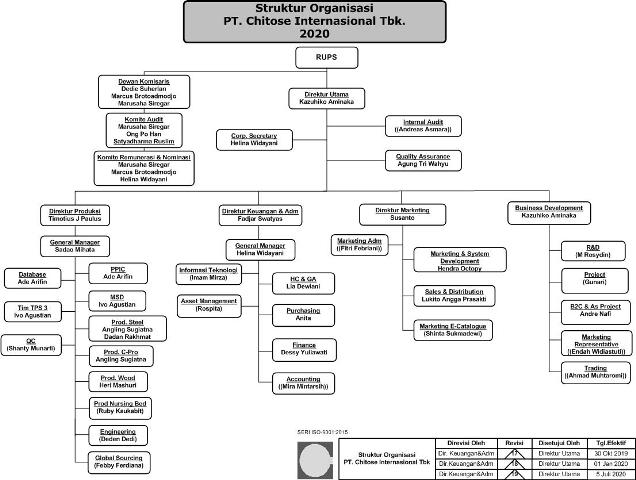 Struktur Organisasi
PT. Chitose Internasional Tbk.
2020
RUPS
Dewan Komisaris
Dedie Suherlan
Marcus Brotoadmodjo
Marusaha Siregar
Direktur Utama
Kazuhiko Aminaka
Komite Audit
Marusaha Siregar
Ong Po Han
Satyadharma Ruslim
Corp. Secretary
Helina Widayani
Internal Audit
((Andreas Asmara))
Komite Remunerasi & Nominasi
Marusaha Siregar
Marcus Brotoadmodjo
Helina Widayani
Quality Assurance
Agung Tri Wahyu
Direktur Produksi
Timotius J Paulus
Direktur Keuangan & Adm
Fadjar Swatyas
Direktur Marketing
Susanto
Business Development
Kazuhiko Aminaka
General Manager
Sadao Mihata
General Manager
Helina Widayani
Marketing Adm
((Fitri Febriani))
R&D
(M Rosydin)
Database
Ade Arifin
PPIC
Ade Arifin
Informasi Teknologi
(Imam Mirza)
HC & GA
Lia Dewiani
Marketing & System
Development
Hendra Octopy
Project
(Gunari)
Tim TPS 3
Ivo Agustian
MSD
Ivo Agustian
Asset Management
(Rospita)
Purchasing
Anita
Sales & Distribution
Lukito Angga Prasakti
B2C & As Project
Andre Nafi
QC
(Shanty Munarti)
Prod. Steel
Angling Sugiatna
Dadan Rakhmat
Finance
Dessy Yuliawati
Marketing E-Catalogue
(Shinta Sukmadewi)
Marketing
Representative
((Endah Widiastuti))
Prod. C-Pro
Angling Sugiatna
Accounting
((Mira Mintarsih))
Trading
((Ahmad Muhtaromi))
Prod. Wood
Heri Mashuri
Prod Nursing Bed
(Ruby Kaukabit)
Engineering
(Deden Dedi)
Global Sourcing
(Febby Ferdiana)
SERI ISO-9001:2015
Struktur Organisasi
PT. Chitose Internasional Tbk
Direvisi Oleh Revisi Disetujui Oleh Tgl.Efektif
Dir. Keuangan&Adm 17 Direktur Utama 30 Okt 2019
Dir. Keuangan&Adm 18 Direktur Utama 01 Jan 2020
Dir. Keuangan&Adm 19 Direktur Utama 5 Juli 2020